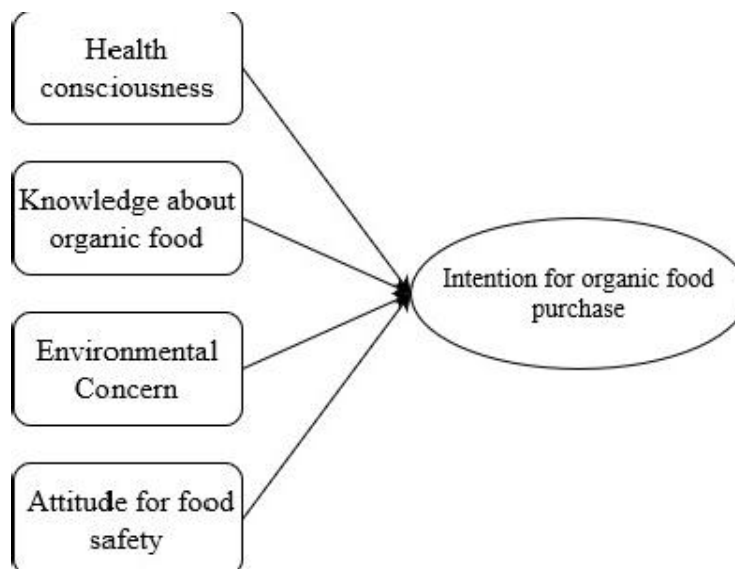 Health
consciousness
Knowledge about
organic food
Environmental
Concern
Attitude for food
safety
Intention for organic food
purchase